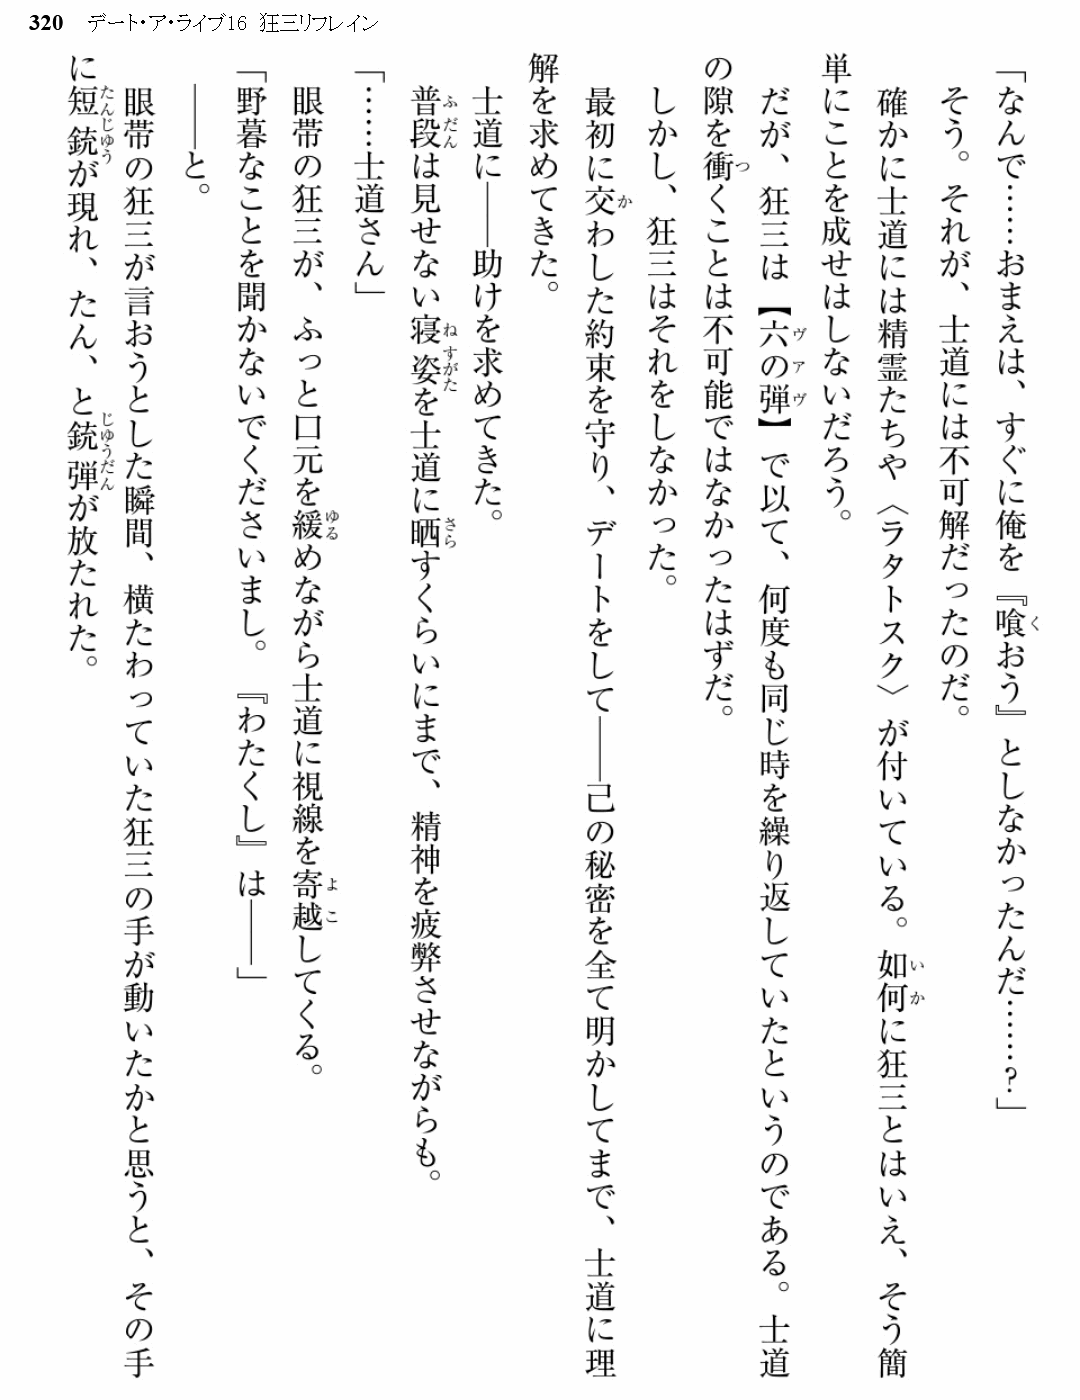 320 デート・ア・ライブ16 狂三リフレイン
「なんで……おまえは、すぐに俺を『喰おう』としなかったんだ……？」
そう。それが、士道には不可解だったのだ。
確かに士道には精霊たちや〈ラタトスク〉が付いている。如何に狂三とはいえ、そう簡
単にことを成せはしないだろう。
だが、狂三は【六の弾】で以て、何度も同じ時を繰り返していたというのである。士道
の隙を衝くことは不可能ではなかったはずだ。
しかし、狂三はそれをしなかった。
最初に交わした約束を守り、デートをして――己の秘密を全て明かしてまで、士道に理
解を求めてきた。
士道に――助けを求めてきた。
普段は見せない寝姿を士道に晒すくらいにまで、精神を疲弊させながらも。
「……士道さん」
眼帯の狂三が、ふっと口元を緩めながら士道に視線を寄越してくる。
「野暮なことを聞かないでくださいまし。『わたくし』は――」
――と。
眼帯の狂三が言おうとした瞬間、横たわっていた狂三の手が動いたかと思うと、その手
に短銃が現れ、たん、と銃弾が放たれた。